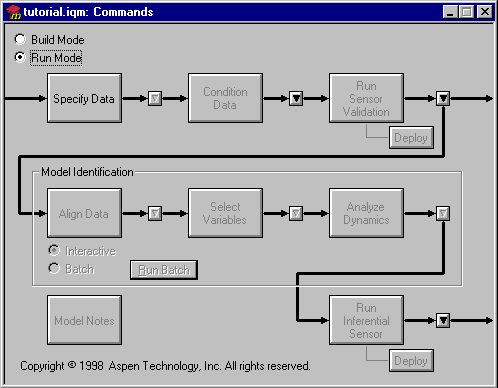 tutorial.iqm: Commands
Build Mode
Run Mode
Specify Data
Condition
Data
Run
Sensor
Validation
Deploy
Model Identification
Align Data
Select
Variables
Analyze
Dynamics
Interactive
Batch
Run Batch
Model Notes
Run
Inferential
Sensor
Deploy
Copyright © 1998 Aspen Technology, Inc. All rights reserved.